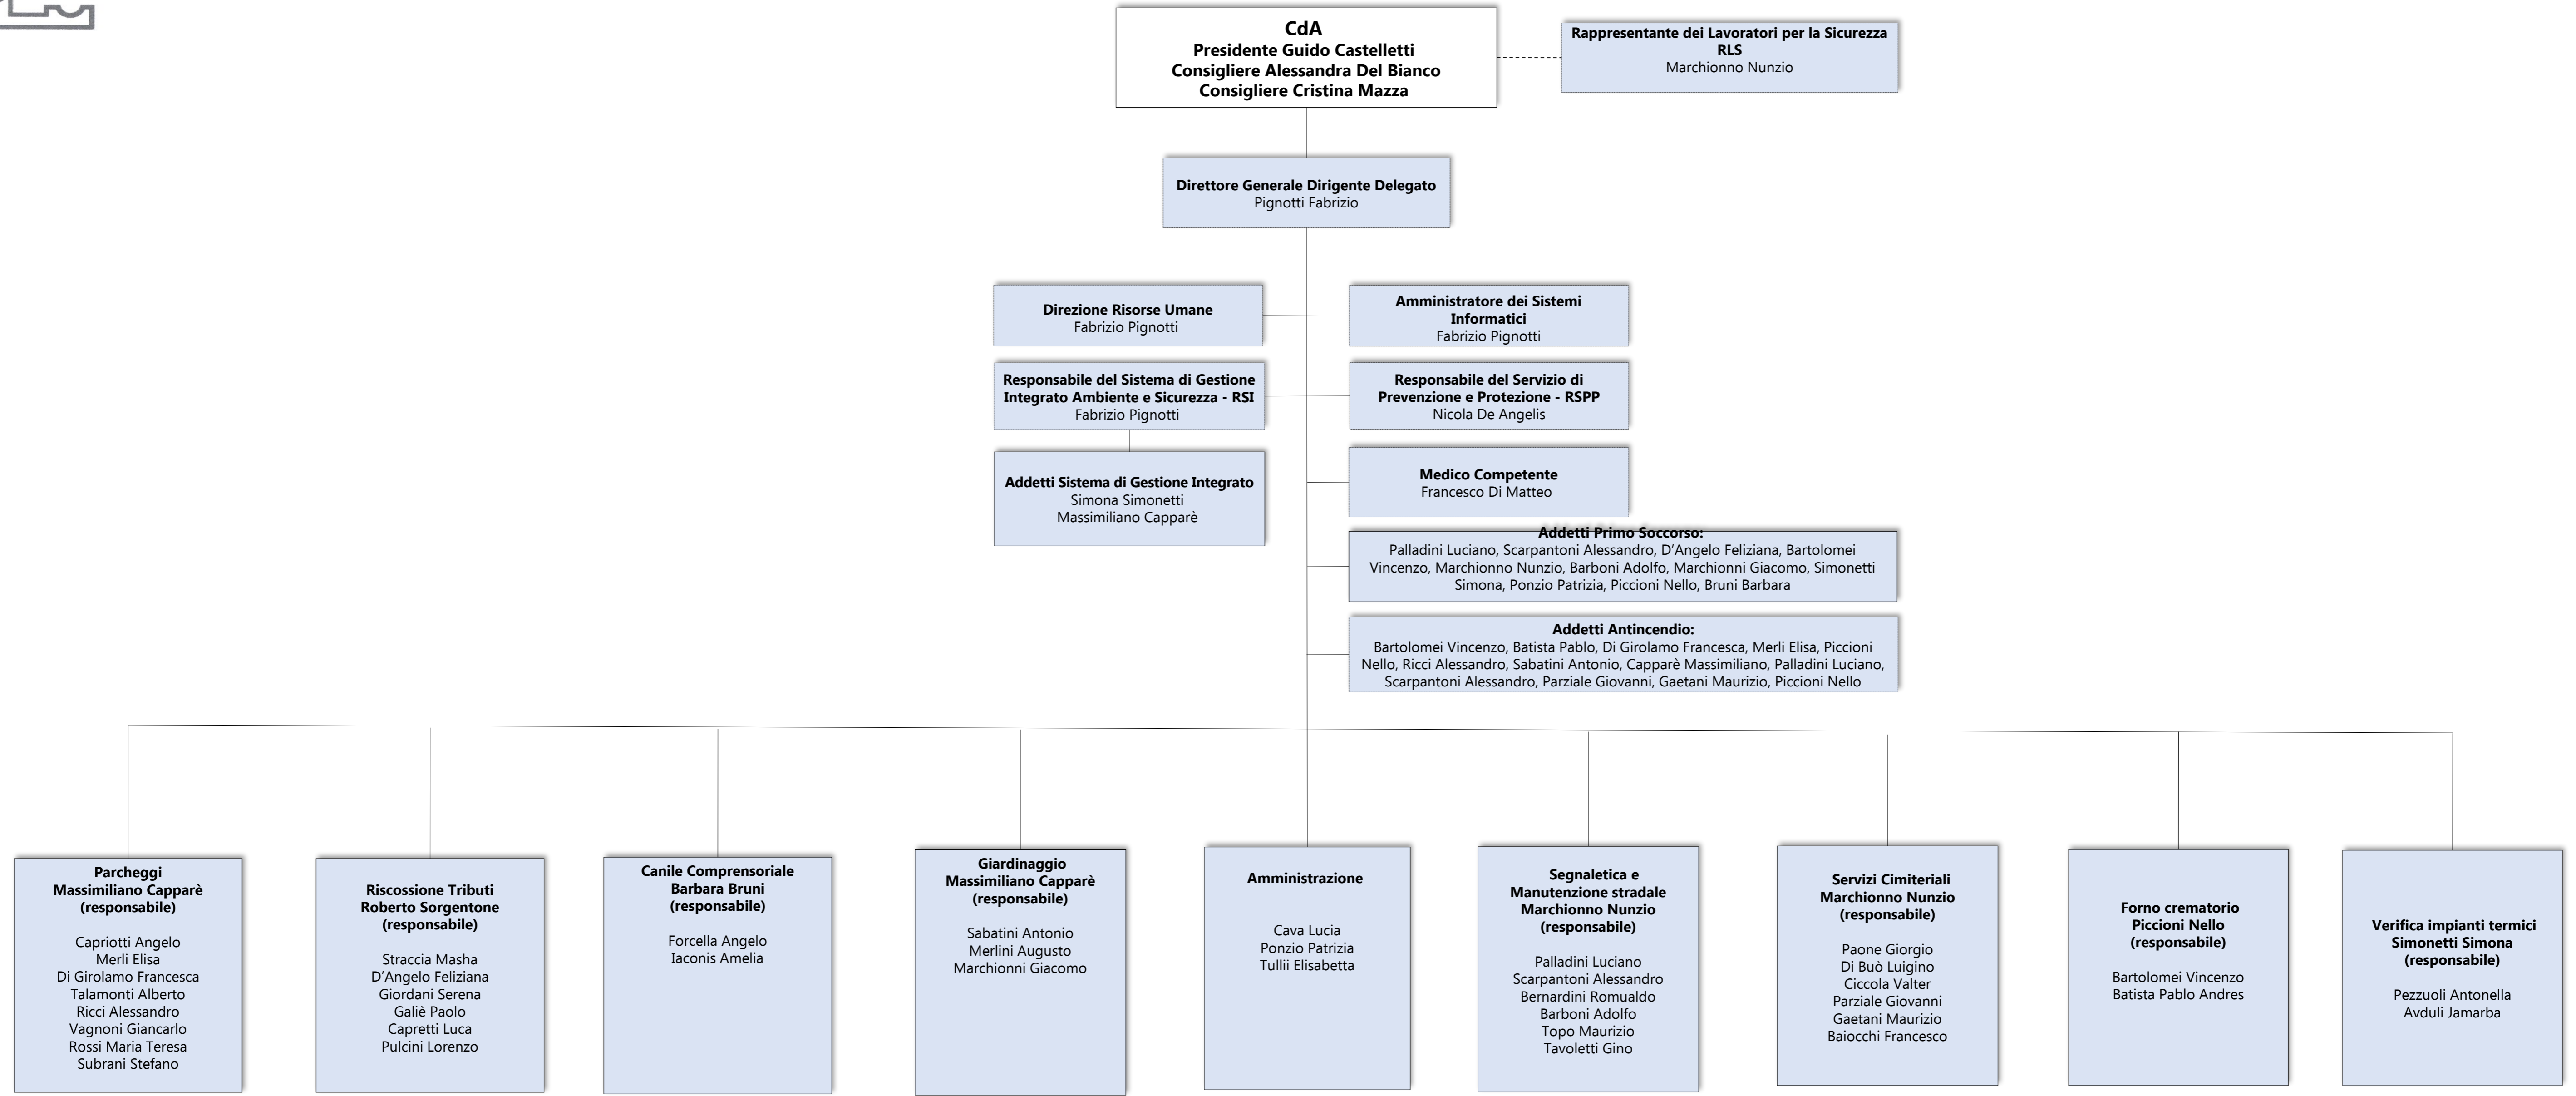 CdA
Presidente Guido Castelletti
Consigliere Alessandra Del Bianco
Consigliere Cristina Mazza
Rappresentante dei Lavoratori per la Sicurezza
RLS
Marchionno Nunzio
Direttore Generale Dirigente Delegato
Pignotti Fabrizio
Direzione Risorse Umane
Fabrizio Pignotti
Amministratore dei Sistemi
Informatici
Fabrizio Pignotti
Responsabile del Sistema di Gestione
Integrato Ambiente e Sicurezza - RSI
Fabrizio Pignotti
Responsabile del Servizio di
Prevenzione e Protezione - RSPP
Nicola De Angelis
Addetti Sistema di Gestione Integrato
Simona Simonetti
Massimiliano Capparè
Medico Competente
Francesco Di Matteo
Addetti Primo Soccorso:
Palladini Luciano, Scarpantoni Alessandro, D’Angelo Feliziana, Bartolomei
Vincenzo, Marchionno Nunzio, Barboni Adolfo, Marchionni Giacomo, Simonetti
Simona, Ponzio Patrizia, Piccioni Nello, Bruni Barbara
Addetti Antincendio:
Bartolomei Vincenzo, Batista Pablo, Di Girolamo Francesca, Merli Elisa, Piccioni
Nello, Ricci Alessandro, Sabatini Antonio, Capparè Massimiliano, Palladini Luciano,
Scarpantoni Alessandro, Parziale Giovanni, Gaetani Maurizio, Piccioni Nello
Parcheggi
Massimiliano Capparè
(responsabile)
Capriotti Angelo
Merli Elisa
Di Girolamo Francesca
Talamonti Alberto
Ricci Alessandro
Vagnoni Giancarlo
Rossi Maria Teresa
Subrani Stefano
Riscossione Tributi
Roberto Sorgentone
(responsabile)
Straccia Masha
D’Angelo Feliziana
Giordani Serena
Galiè Paolo
Capretti Luca
Pulcini Lorenzo
Canile Comprensoriale
Barbara Bruni
(responsabile)
Forcella Angelo
Iaconis Amelia
Giardinaggio
Massimiliano Capparè
(responsabile)
Sabatini Antonio
Merlini Augusto
Marchionni Giacomo
Amministrazione
Cava Lucia
Ponzio Patrizia
Tullii Elisabetta
Segnaletica e
Manutenzione stradale
Marchionno Nunzio
(responsabile)
Palladini Luciano
Scarpantoni Alessandro
Bernardini Romualdo
Barboni Adolfo
Topo Maurizio
Tavoletti Gino
Servizi Cimiteriali
Marchionno Nunzio
(responsabile)
Paone Giorgio
Di Buò Luigino
Ciccola Valter
Parziale Giovanni
Gaetani Maurizio
Baiocchi Francesco
Forno crematorio
Piccioni Nello
(responsabile)
Bartolomei Vincenzo
Batista Pablo Andres
Verifica impianti termici
Simonetti Simona
(responsabile)
Pezzuoli Antonella
Avduli Jamarba